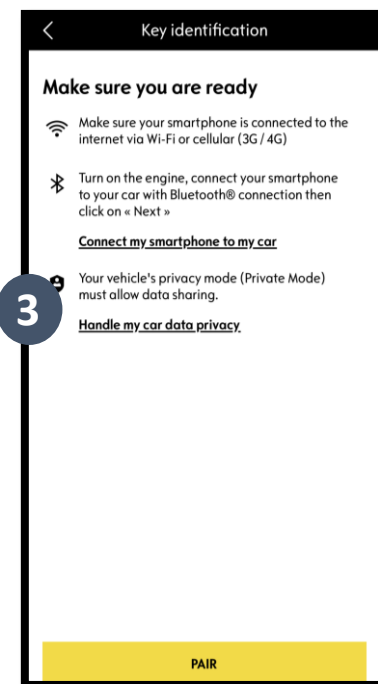 Key identification
Make sure you are ready
Make sure your smartphone is connected to the
internet via Wi-Fi or cellular (3G / 4G)
Turn on the engine, connect your smartphone
to your car with Bluetooth® connection then
click on « Next »
Connect my smartphone to my car
Your vehicle's privacy mode (Private Mode)
must allow data sharing.
3
Handle my car data privacy
PAIR